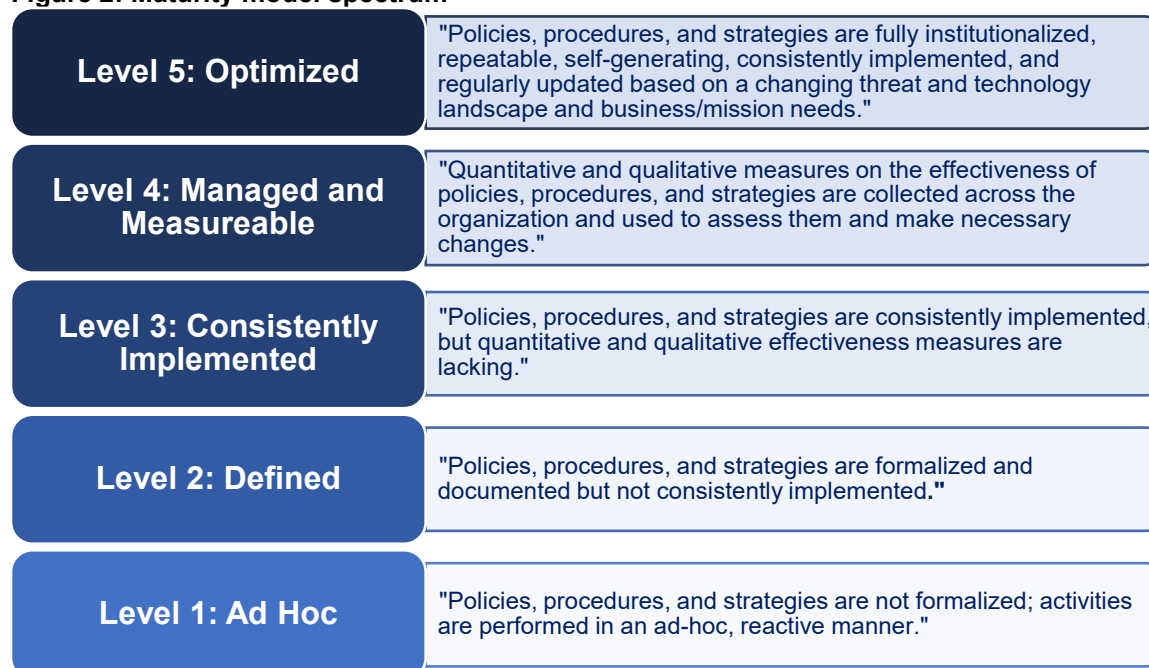 Figure 2: Maturity model spectrum
Level 5: Optimized
"Policies, procedures, and strategies are fully institutionalized,
repeatable, self-generating, consistently implemented, and
regularly updated based on a changing threat and technology
landscape and business/mission needs."
Level 4: Managed and
Measureable
"Quantitative and qualitative measures on the effectiveness of
policies, procedures, and strategies are collected across the
organization and used to assess them and make necessary
changes."
Level 3: Consistently
Implemented
"Policies, procedures, and strategies are consistently implemented,
but quantitative and qualitative effectiveness measures are
lacking."
Level 2: Defined
"Policies, procedures, and strategies are formalized and
documented but not consistently implemented."
Level 1: Ad Hoc
"Policies, procedures, and strategies are not formalized; activities
are performed in an ad-hoc, reactive manner."